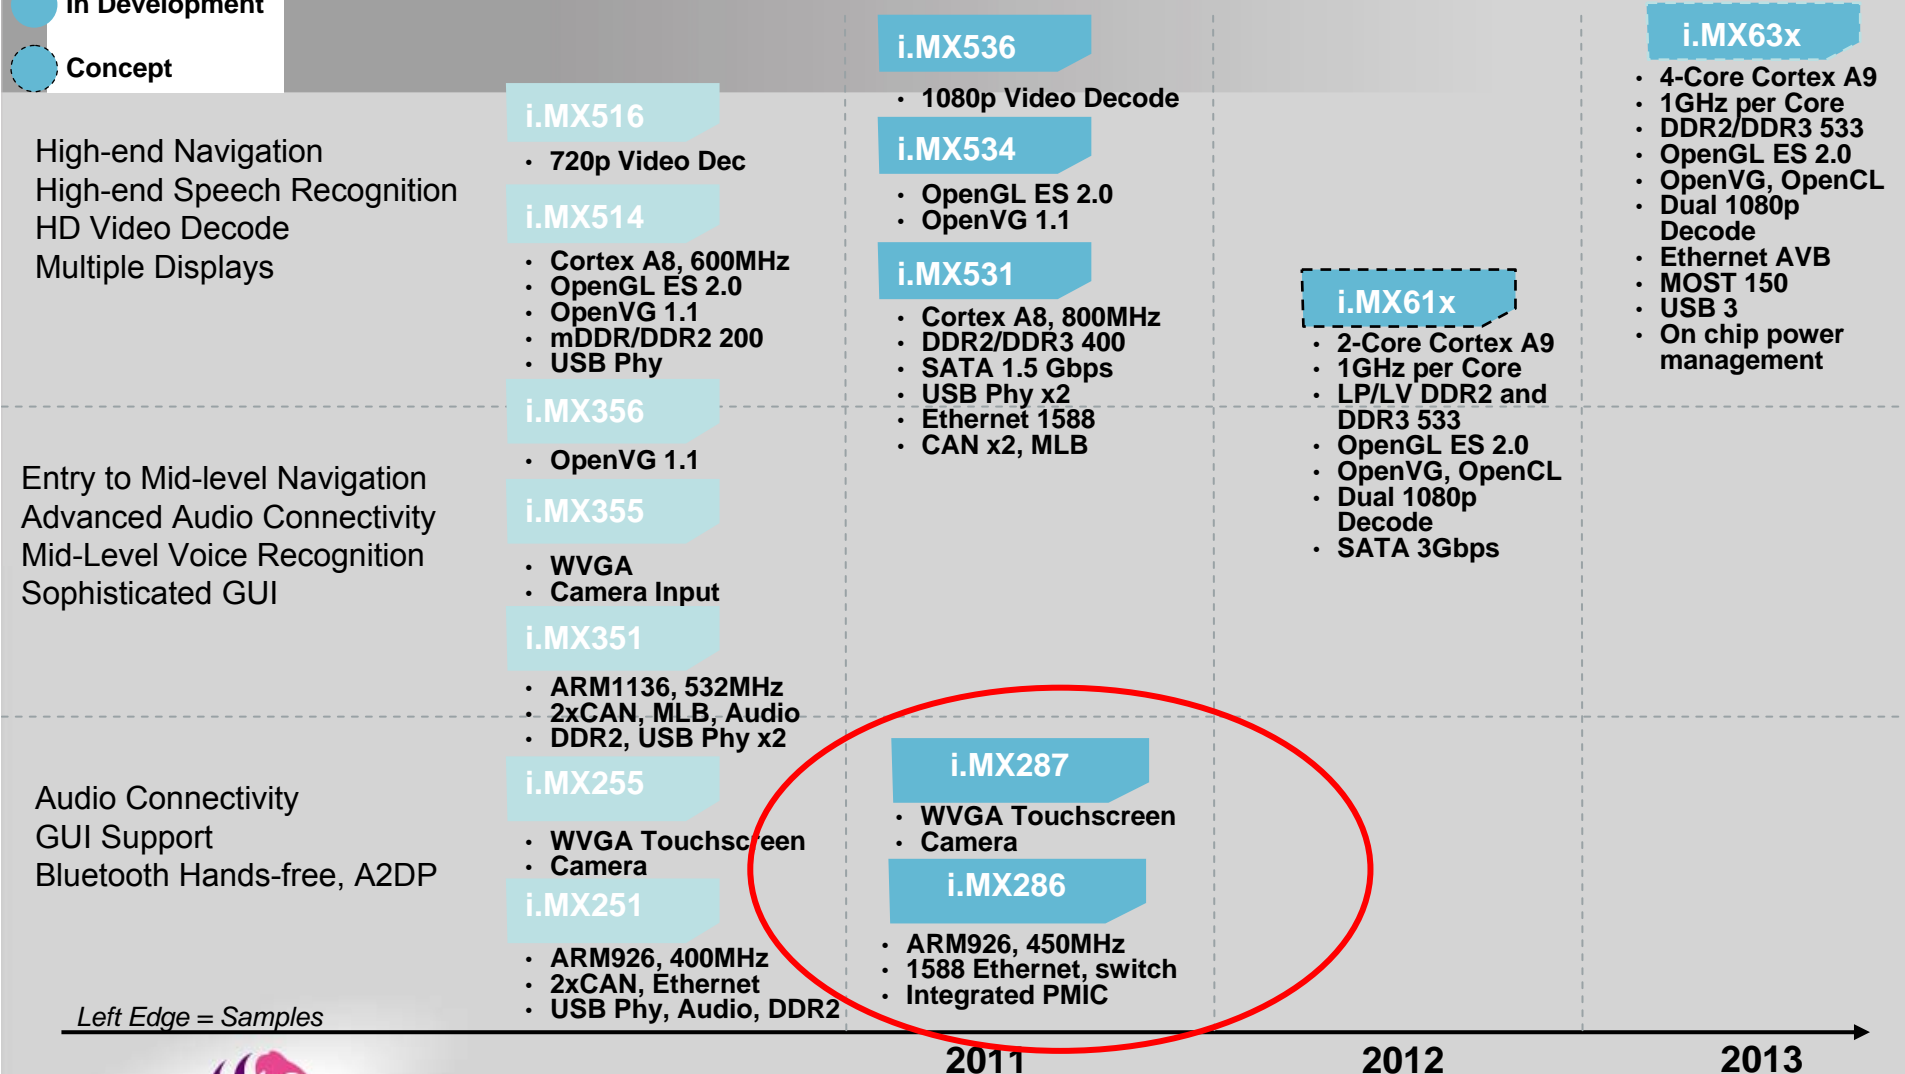 In Development
Concept
High-end Navigation
High-end Speech Recognition
HD Video Decode
Multiple Displays
Entry to Mid-level Navigation
Advanced Audio Connectivity
Mid-Level Voice Recognition
Sophisticated GUI
Audio Connectivity
GUI Support
Bluetooth Hands-free, A2DP
i.MX516
• 720p Video Dec
i.MX514
• Cortex A8, 600MHz
• OpenGL ES 2.0
• OpenVG 1.1
• mDDR/DDR2 200
• USB Phy
i.MX356
• OpenVG 1.1
i.MX355
• WVGA
• Camera Input
i.MX351
• ARM1136, 532MHz
• 2xCAN, MLB, Audio
• DDR2, USB Phy x2
i.MX255
• WVGA Touchscreen
• Camera
i.MX251
• ARM926, 400MHz
• 2xCAN, Ethernet
• USB Phy, Audio, DDR2
i.MX536
• 1080p Video Decode
i.MX534
• OpenGL ES 2.0
• OpenVG 1.1
i.MX531
• Cortex A8, 800MHz
• DDR2/DDR3 400
• SATA 1.5 Gbps
• USB Phy x2
• Ethernet 1588
• CAN x2, MLB
i.MX287
• WVGA Touchscreen
• Camera
i.MX286
• ARM926, 450MHz
• 1588 Ethernet, switch
• Integrated PMIC
i.MX61x
• 2-Core Cortex A9
• 1GHz per Core
• LP/LV DDR2 and
DDR3 533
• OpenGL ES 2.0
• OpenVG, OpenCL
• Dual 1080p
Decode
• SATA 3Gbps
i.MX63x
• 4-Core Cortex A9
• 1GHz per Core
• DDR2/DDR3 533
• OpenGL ES 2.0
• OpenVG, OpenCL
• Dual 1080p
Decode
• Ethernet AVB
• MOST 150
• USB 3
• On chip power
management
Left Edge = Samples
2011
2012
2013